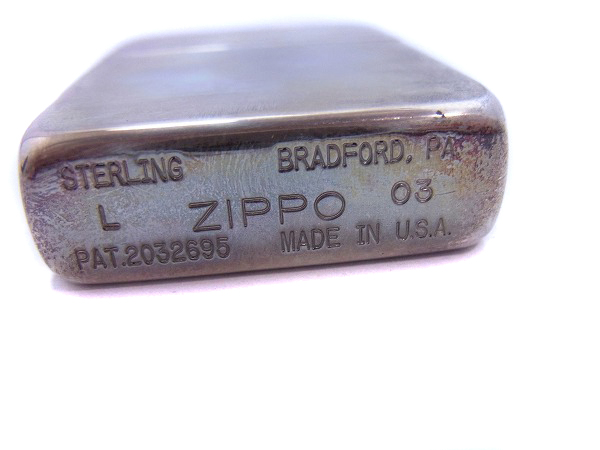 STERLING BRADFORD, PA.
L ZIPPO 03
PAT.2032695 MADE IN U.S.A.